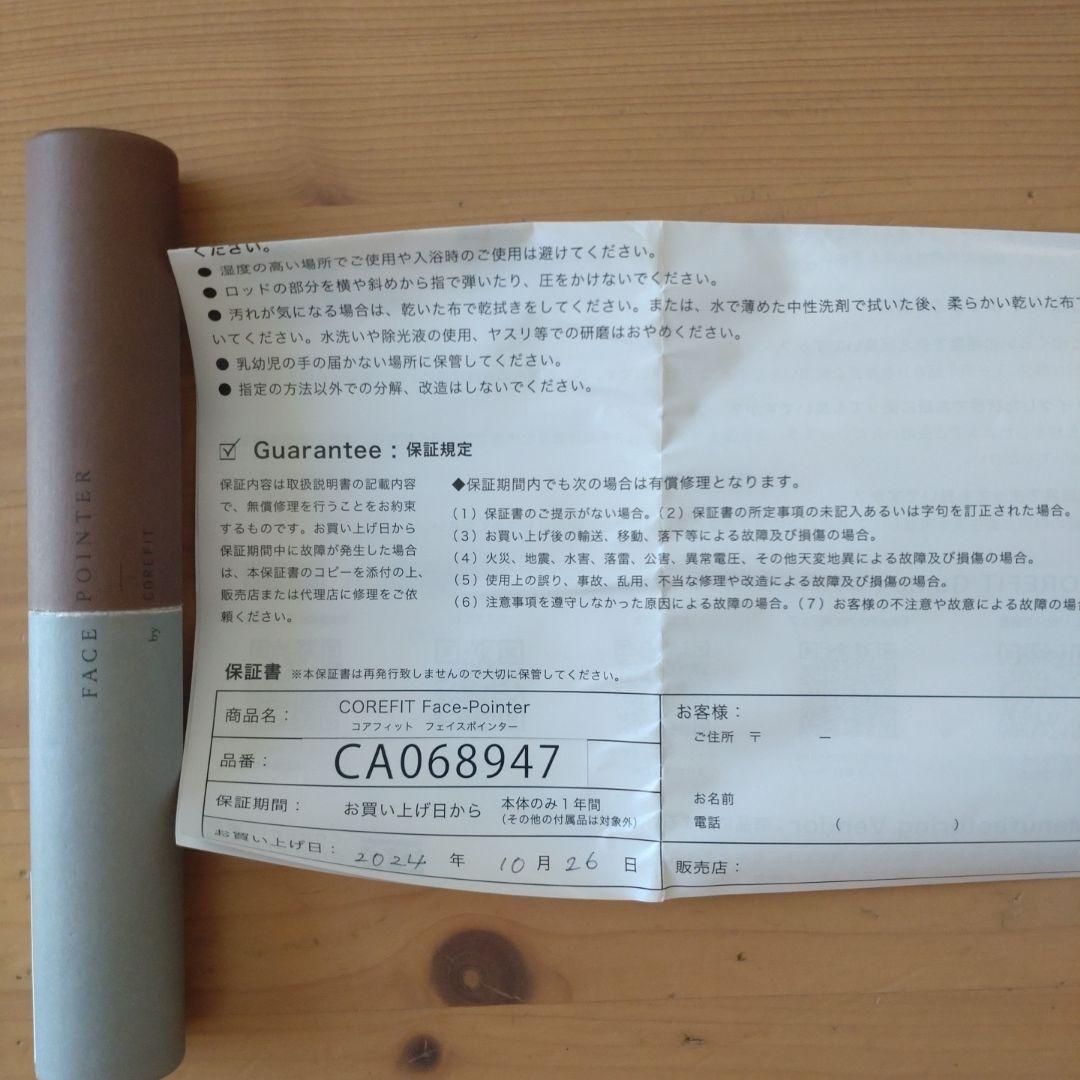 FACE POINTER
by COREFIT
ください。
● 湿度の高い場所でご使用や入浴時のご使用は避けてください。
● ロッドの部分を横や斜めから指で弾いたり、圧をかけないでください。
● 汚れが気になる場合は、乾いた布で乾拭きをしてください。または、水で薄めた中性洗剤で拭いた後、柔らかい乾いた布で
いてください。水洗いや除光液の使用、ヤスリ等での研磨はおやめください。
● 乳幼児の手の届かない場所に保管してください。
● 指定の方法以外での分解、改造はしないでください。
☑ Guarantee : 保証規定
保証内容は取扱説明書の記載内容
で、無償修理を行うことをお約束
するものです。お買い上げ日から
保証期間中に故障が発生した場合
は、本保証書のコピーを添付の上、
販売店または代理店に修理をご依
頼ください。
◆保証期間内でも次の場合は有償修理となります。
(1) 保証書のご提示がない場合。(2) 保証書の所定事項の未記入あるいは字句を訂正された場合。
(3) お買い上げ後の輸送、移動、落下等による故障及び損傷の場合。
(4) 火災、地震、水害、落雷、公害、異常電圧、その他天変地異による故障及び損傷の場合。
(5) 使用上の誤り、事故、乱用、不当な修理や改造による故障及び損傷の場合。
(6) 注意事項を遵守しなかった原因による故障の場合。(7) お客様の不注意や故意による故障の場合
保証書 ※本保証書は再発行致しませんので大切に保管してください。
商品名： COREFIT Face-Pointer
コアフィット フェイスポインター
品番： CA068947
保証期間： お買い上げ日から 本体のみ1年間
(その他の付属品は対象外)
お買い上げ日： 2024 年 10 月 26 日
お客様：
ご住所 〒 ー
お名前
電話 ( )
販売店：